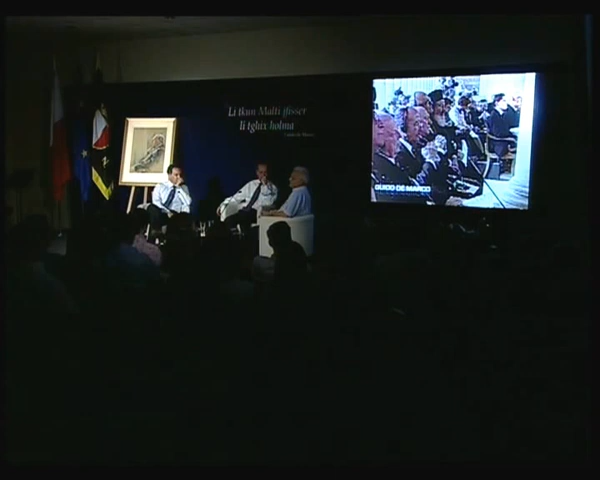 Li tkun Malti jfisser
li tgħix ħolma
GUIDO DE MARCO